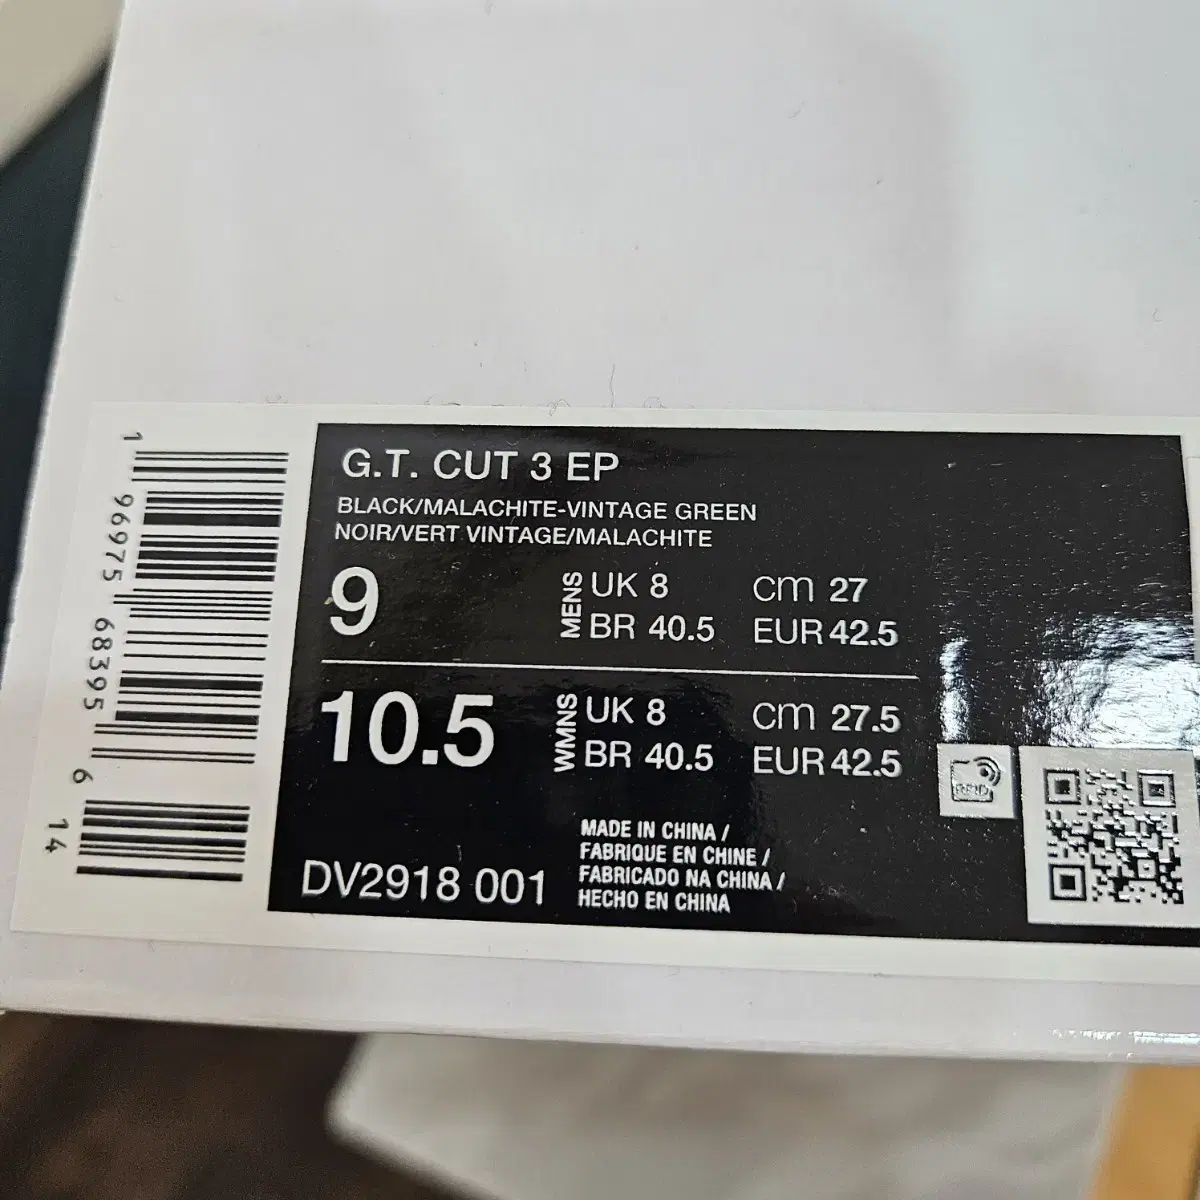 G.T. CUT 3 EP
BLACK/MALACHITE-VINTAGE GREEN
NOIR/VERT VINTAGE/MALACHITE
9
MENS
UK 8 cm 27
BR 40.5 EUR 42.5
10.5
WMNS
UK 8 cm 27.5
BR 40.5 EUR 42.5
DV2918 001
MADE IN CHINA /
FABRIQUE EN CHINE /
FABRICADO NA CHINA /
HECHO EN CHINA
RFID
1 96975 68395 6 14